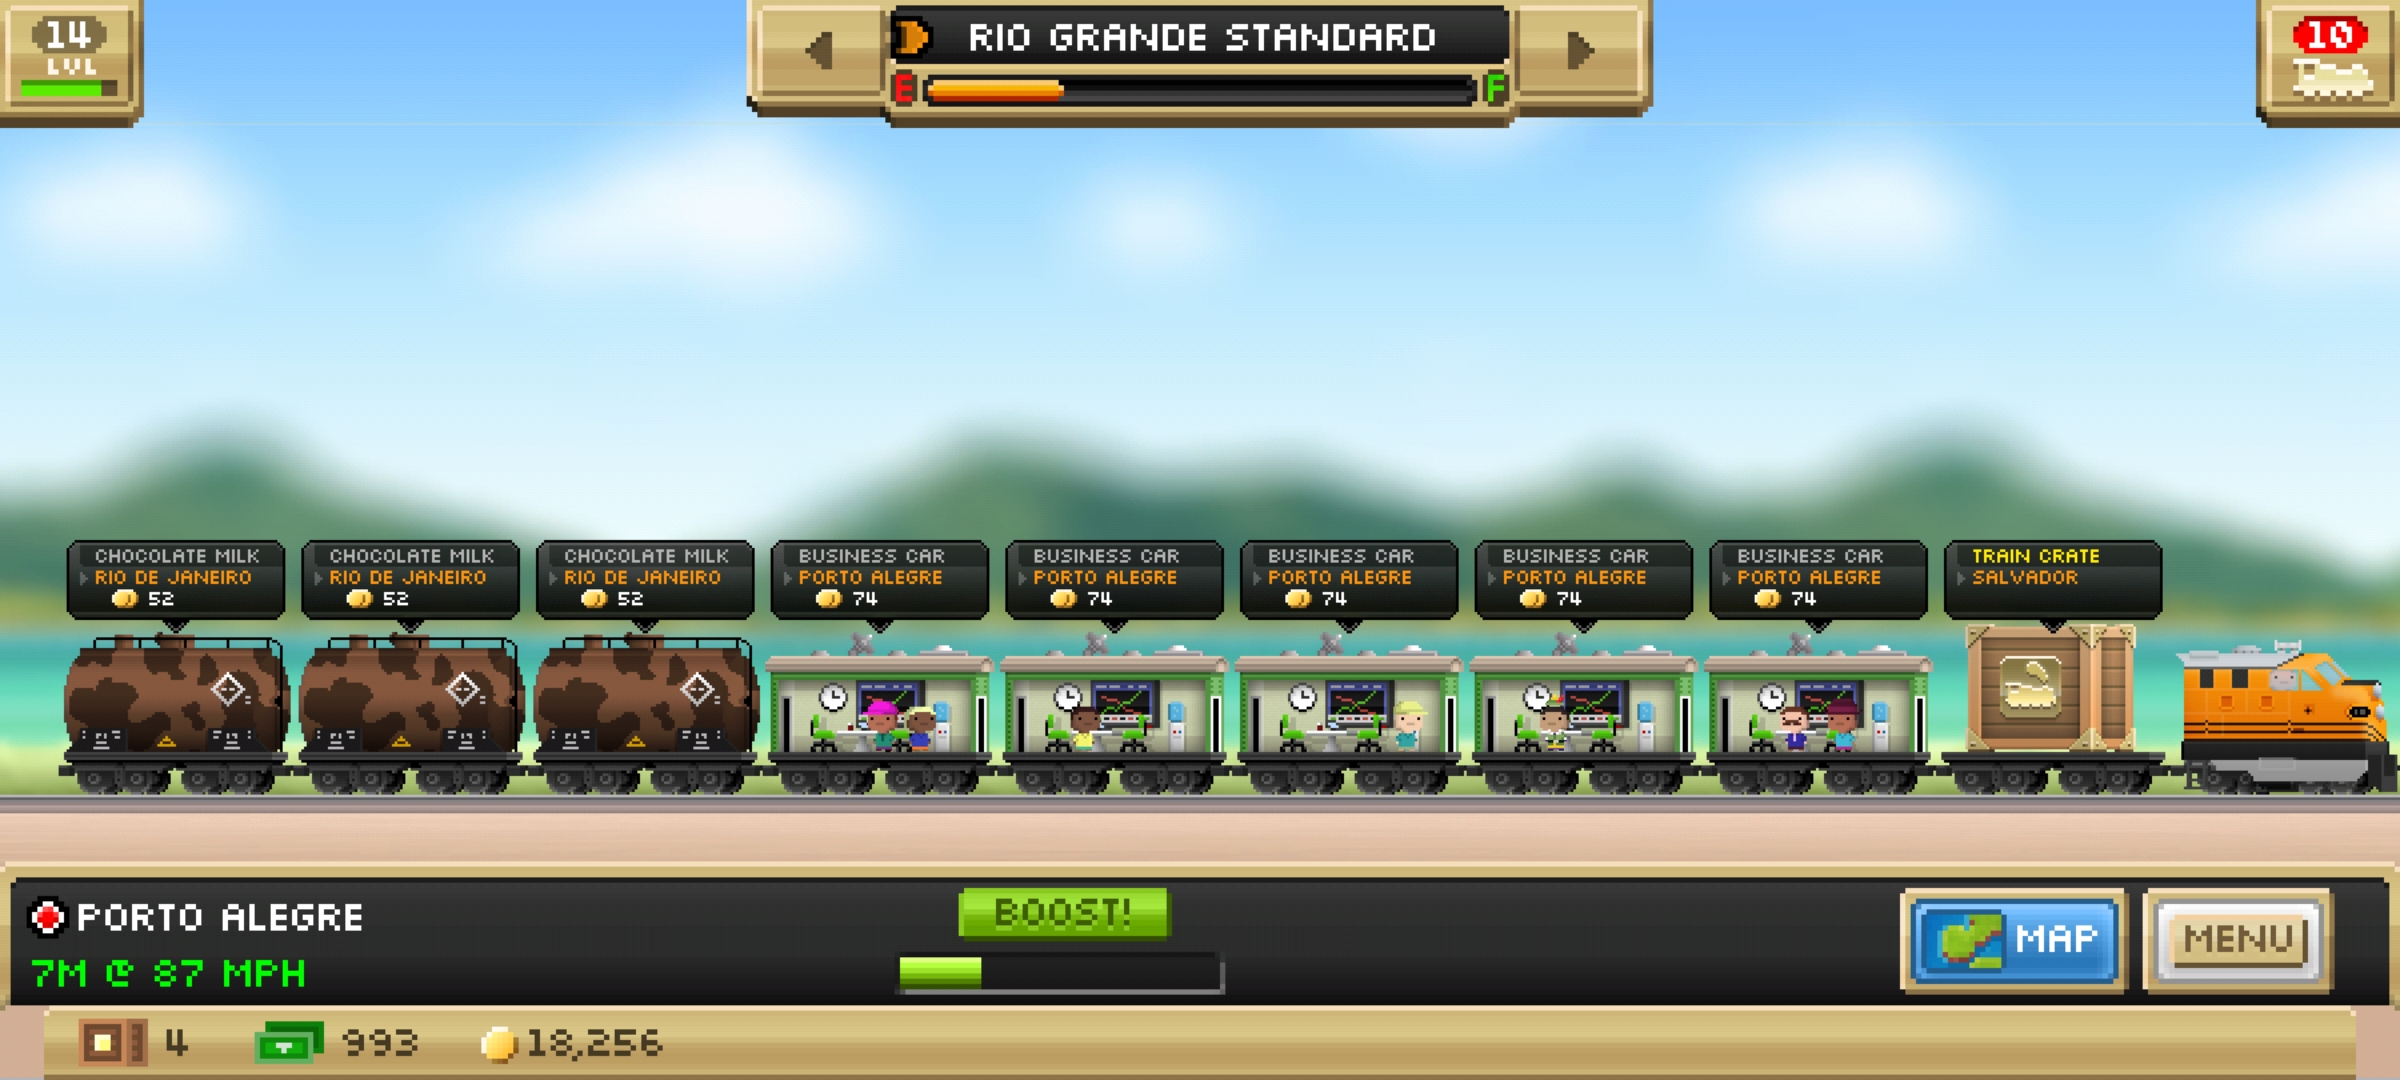 14
LVL
RIO GRANDE STANDARD
E
F
10
CHOCOLATE MILK
RIO DE JANEIRO
52
CHOCOLATE MILK
RIO DE JANEIRO
52
CHOCOLATE MILK
RIO DE JANEIRO
52
BUSINESS CAR
PORTO ALEGRE
74
BUSINESS CAR
PORTO ALEGRE
74
BUSINESS CAR
PORTO ALEGRE
74
BUSINESS CAR
PORTO ALEGRE
74
BUSINESS CAR
PORTO ALEGRE
74
TRAIN CRATE
SALVADOR
PORTO ALEGRE
7M @ 87 MPH
BOOST!
MAP
MENU
4
993
18,256